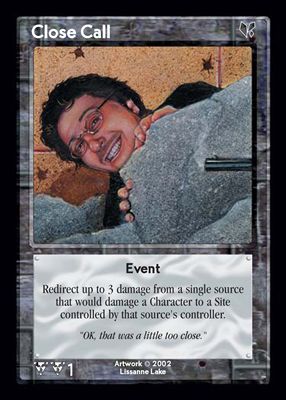 Close Call
Event
Redirect up to 3 damage from a single source
that would damage a Character to a Site
controlled by that source's controller.
"OK, that was a little too close."
Artwork © 2002
Lissanne Lake
1